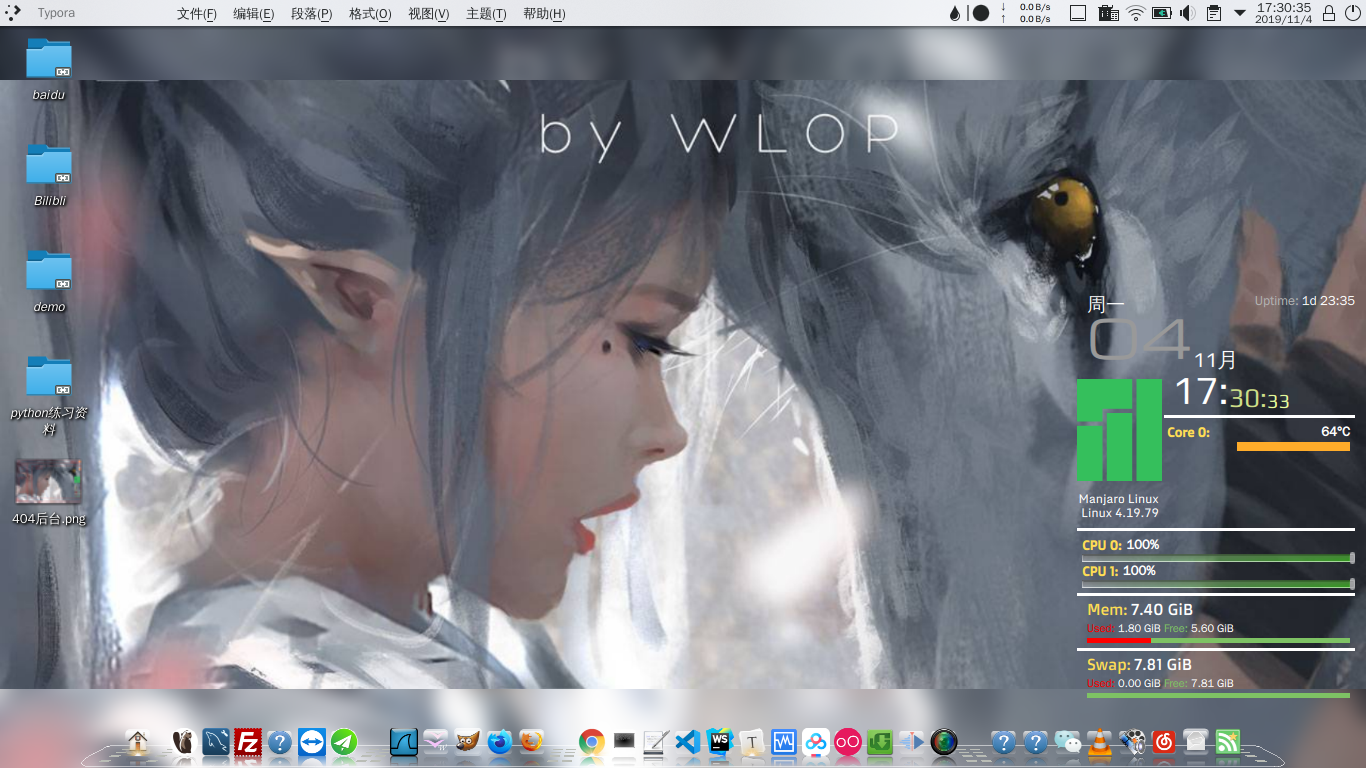 Typora 文件(F) 编辑(E) 段落(P) 格式(O) 视图(V) 主题(T) 帮助(H) 0.0 B/s 17:30:35
0.0 B/s 2019/11/4
baidu
by WLOP
Bilibli
demo
python练习资
料
404后台.png
周一 Uptime: 1d 23:35
04 11月
17:30:33
Core 0: 64°C
Manjaro Linux
Linux 4.19.79
CPU 0: 100%
CPU 1: 100%
Mem: 7.40 GiB
Used: 1.80 GiB Free: 5.60 GiB
Swap: 7.81 GiB
Used: 0.00 GiB Free: 7.81 GiB
Fz ? WS T ? ?